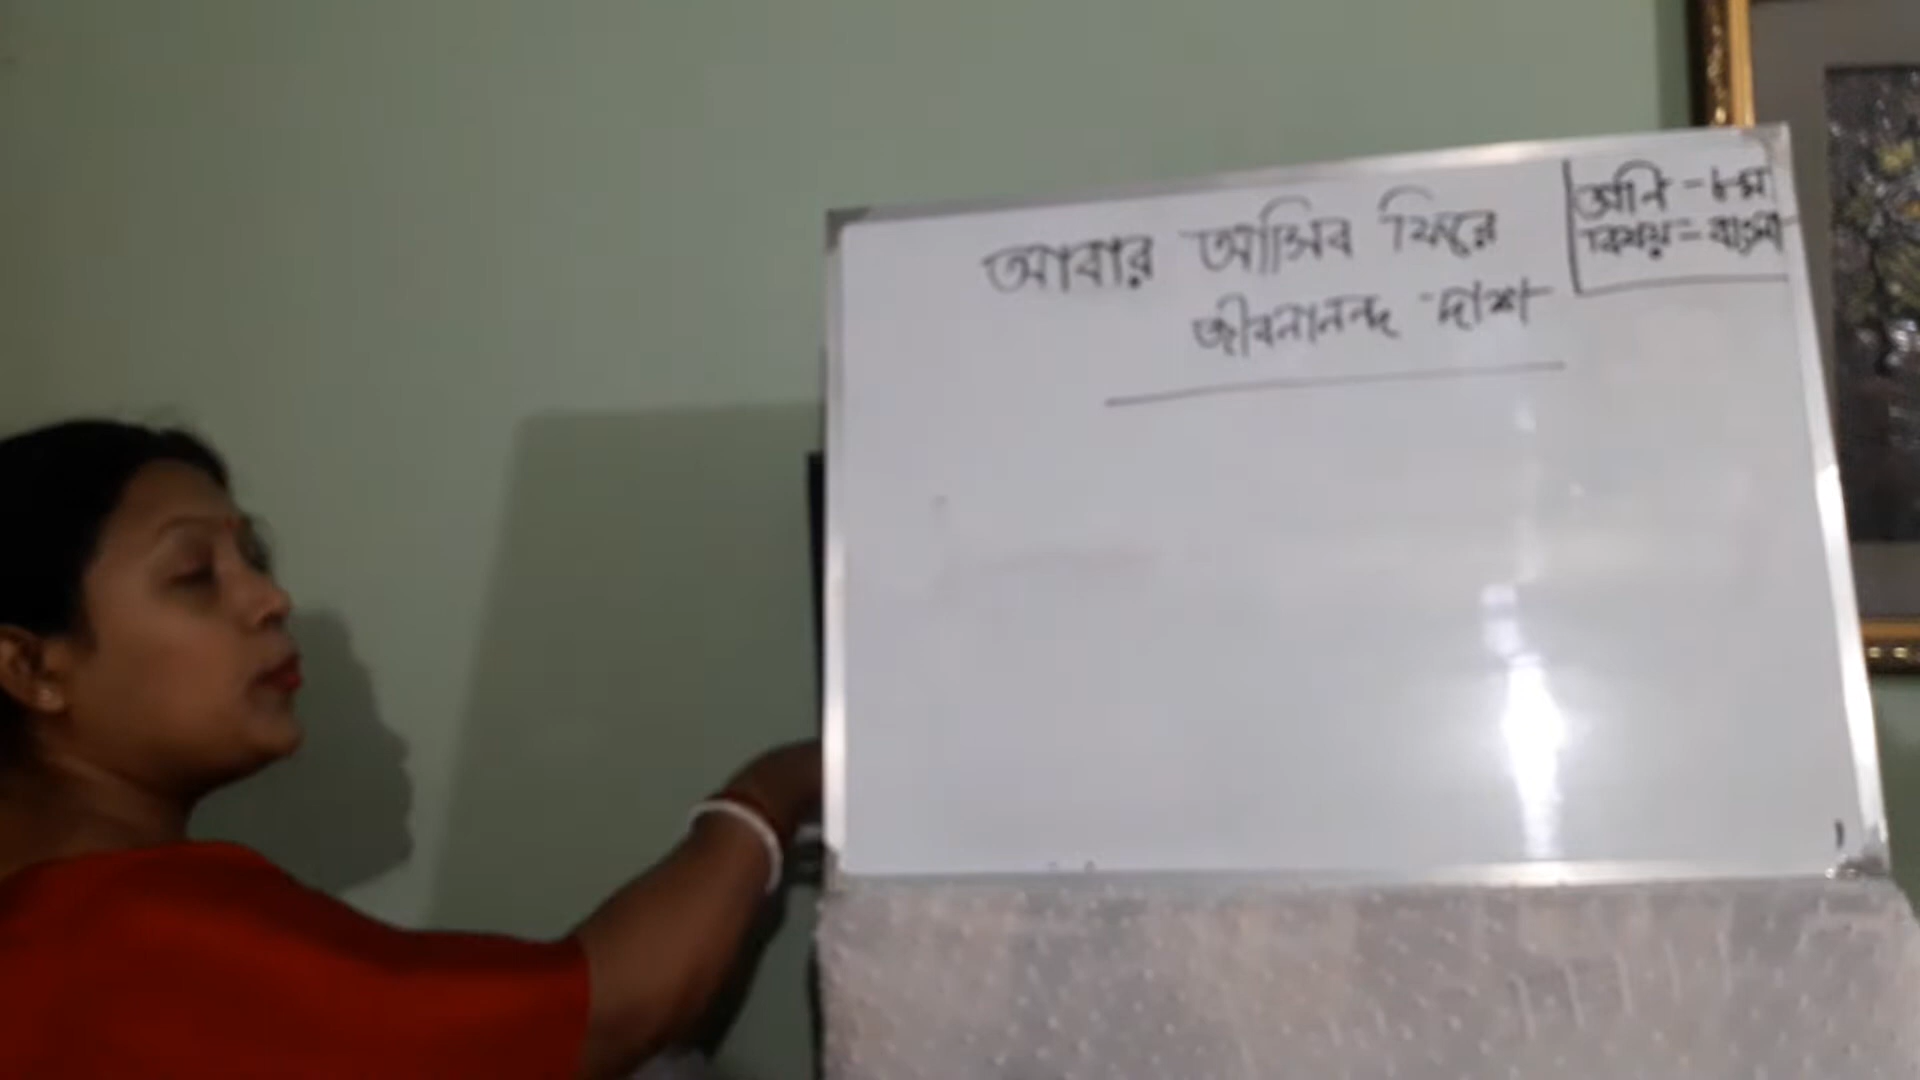 আবার আসিব ফিরে
জীবনানন্দ দাশ
শ্রেণি - ৮ম
বিষয় - বাংলা